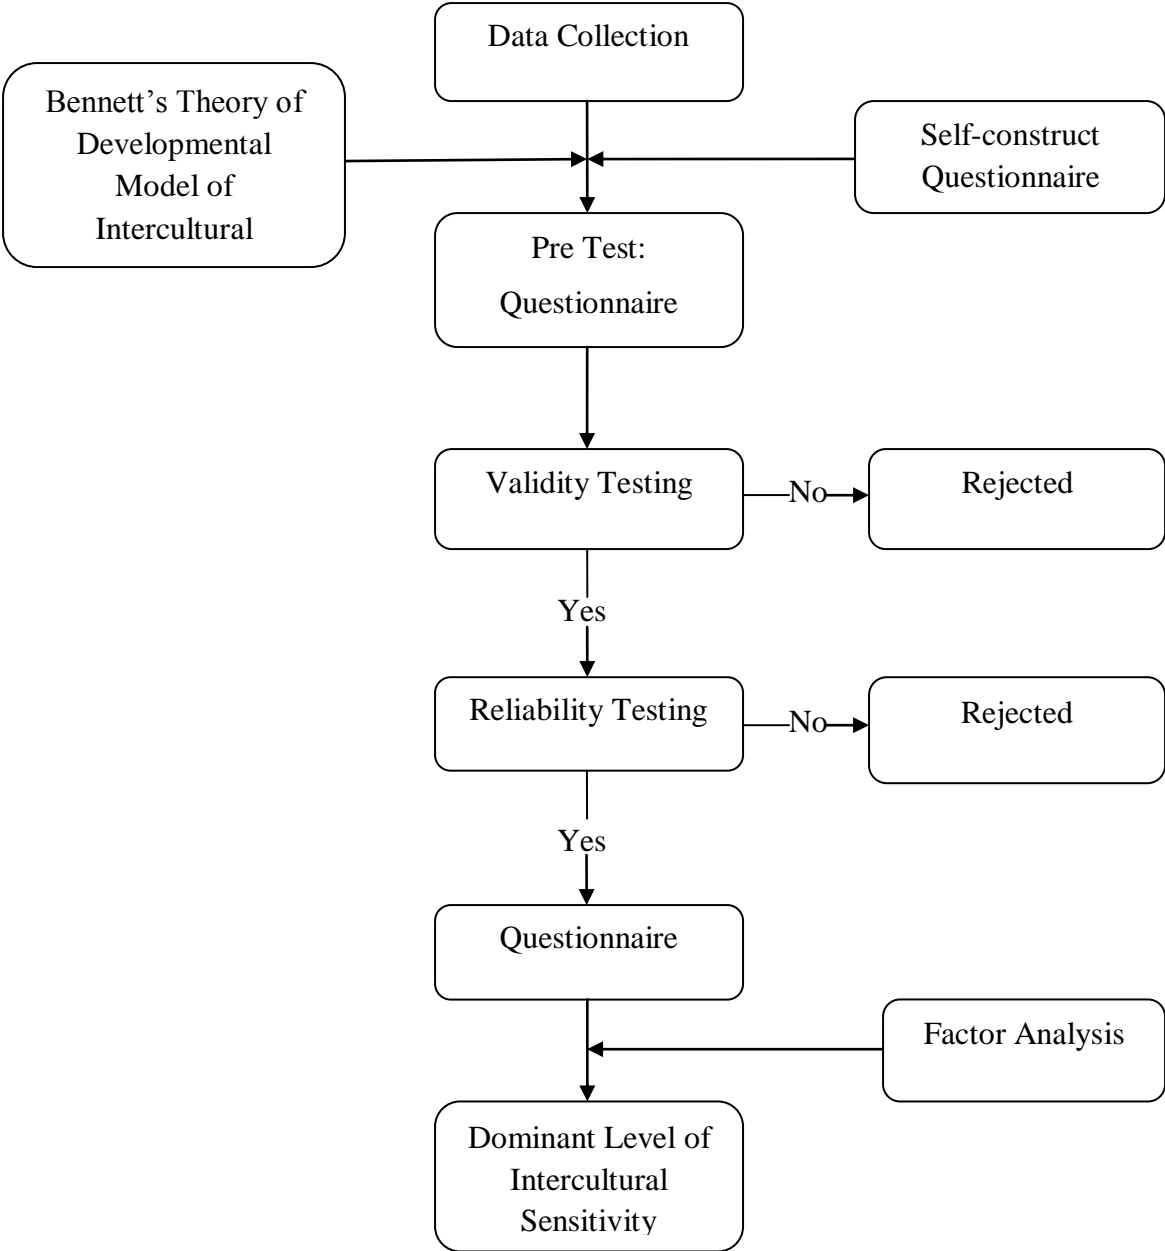 Data Collection
Bennett’s Theory of
Developmental
Model of
Intercultural
Self-construct
Questionnaire
Pre Test:
Questionnaire
Validity Testing
No
Rejected
Yes
Reliability Testing
No
Rejected
Yes
Questionnaire
Factor Analysis
Dominant Level of
Intercultural
Sensitivity